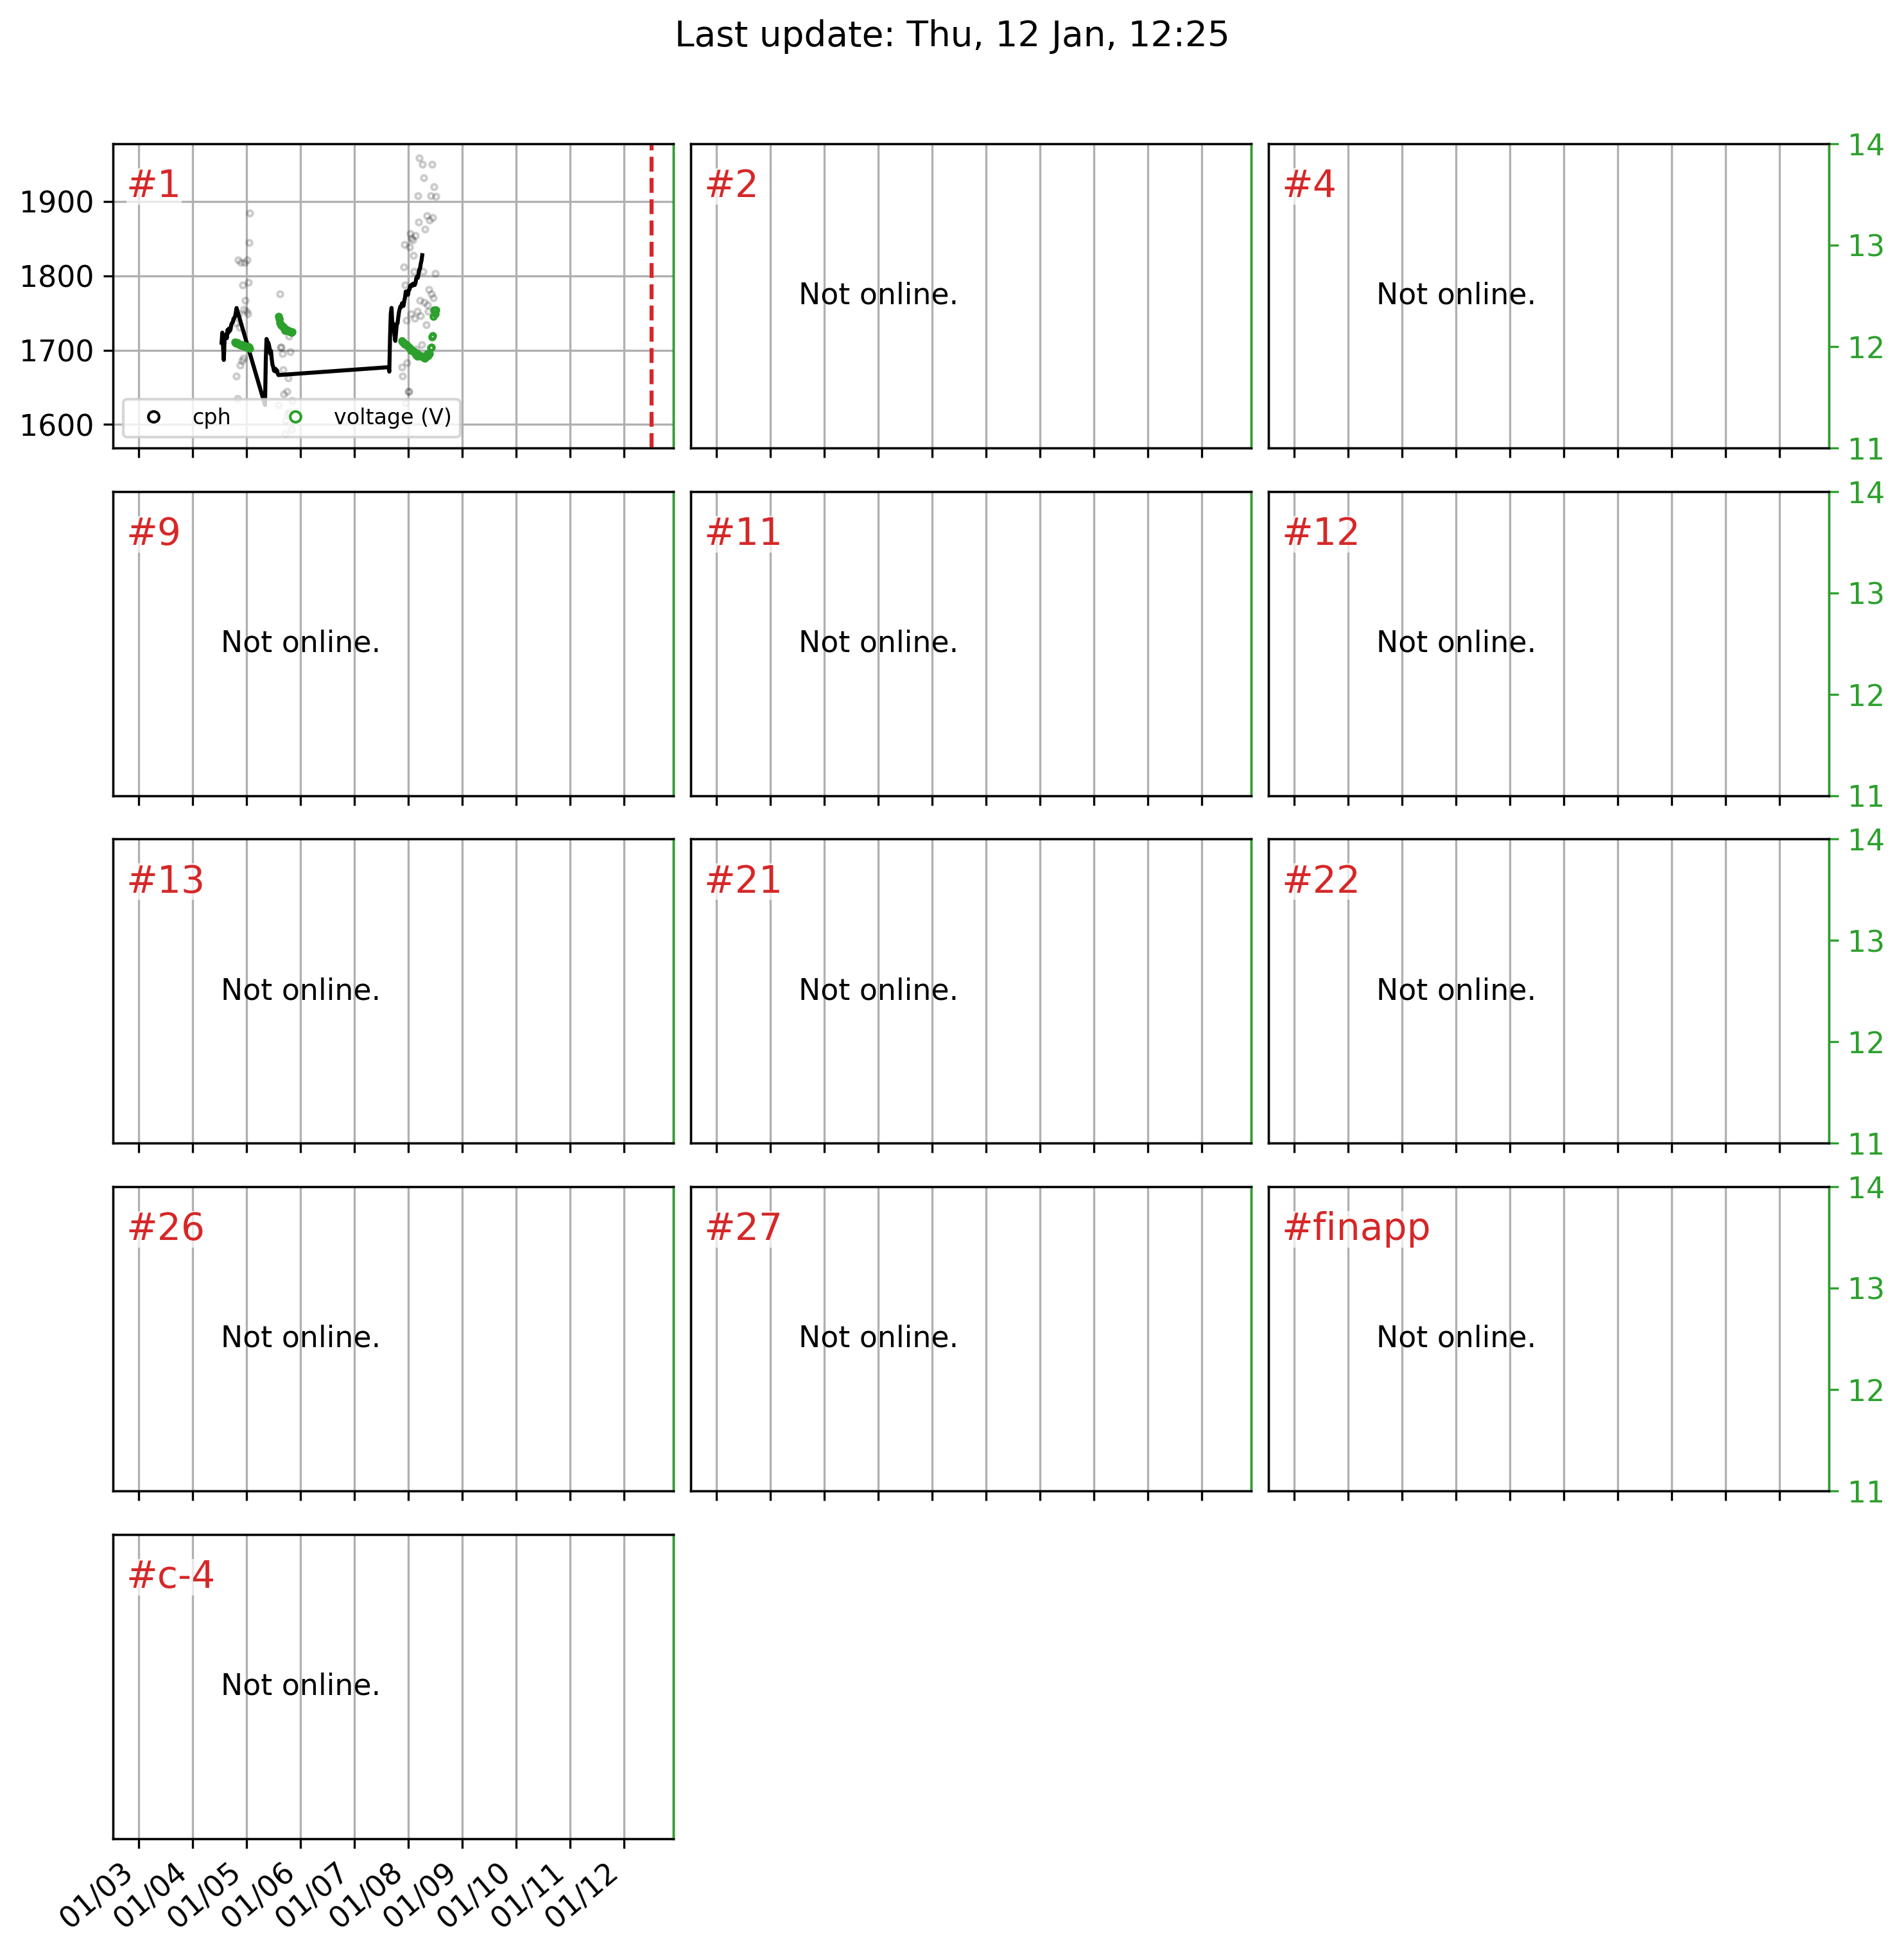 Last update: Thu, 12 Jan, 12:25
#1
#2
#4
1900
1800
1700
1600
cph
voltage (V)
Not online.
Not online.
14
13
12
11
#9
#11
#12
Not online.
Not online.
Not online.
14
13
12
11
#13
#21
#22
Not online.
Not online.
Not online.
14
13
12
11
#26
#27
#finapp
Not online.
Not online.
Not online.
14
13
12
11
#c-4
Not online.
01/03
01/04
01/05
01/06
01/07
01/08
01/09
01/10
01/11
01/12